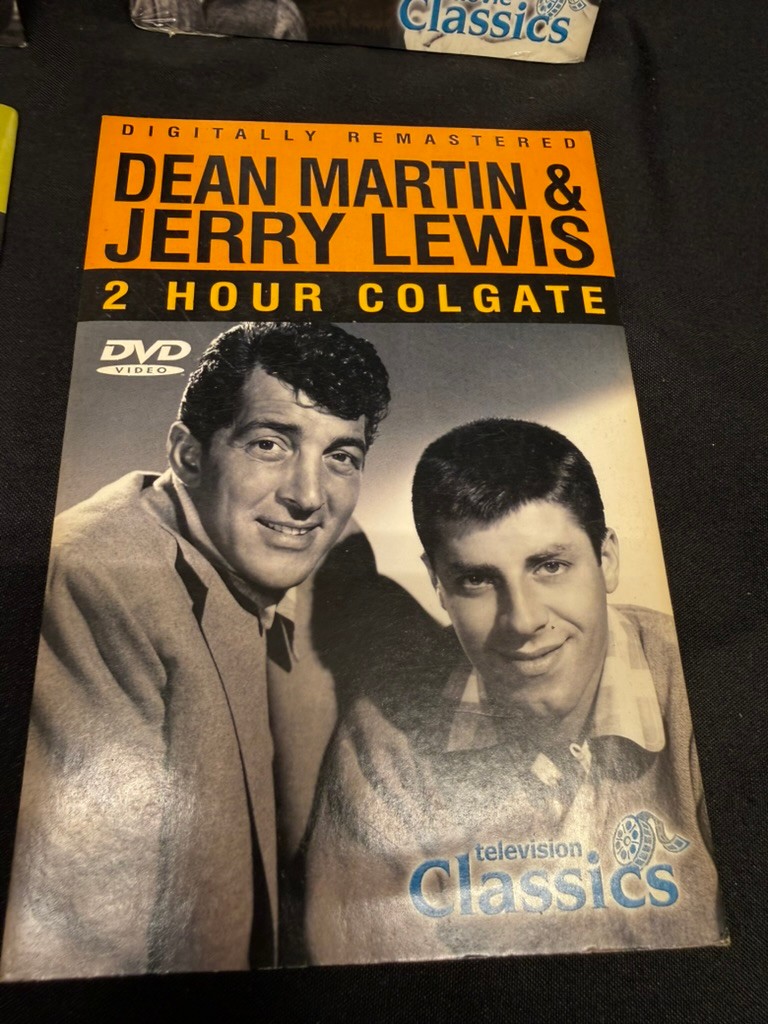 Classics
DIGITALLY REMASTERED
DEAN MARTIN &
JERRY LEWIS
2 HOUR COLGATE
DVD
VIDEO
television
Classics